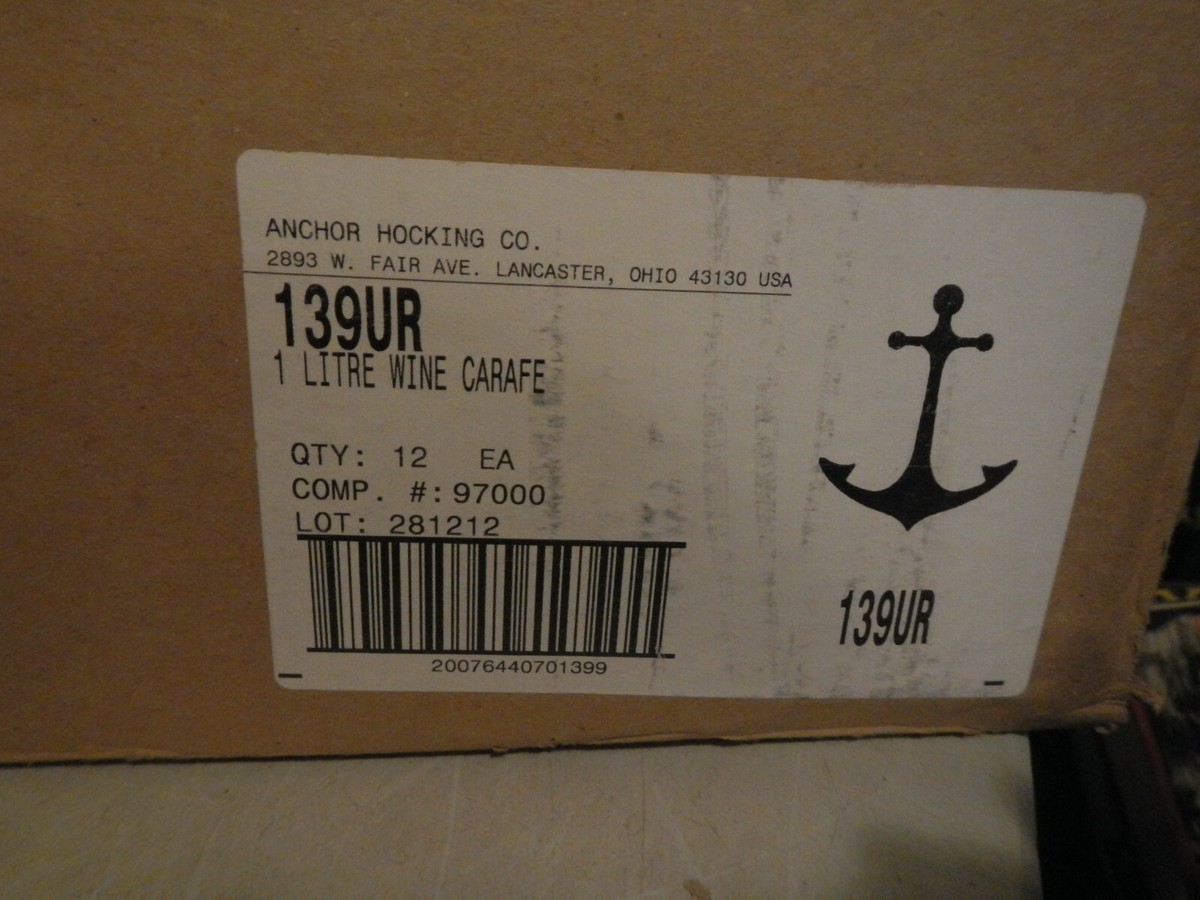 ANCHOR HOCKING CO.
2893 W. FAIR AVE. LANCASTER, OHIO 43130 USA
139UR
1 LITRE WINE CARAFE
QTY: 12 EA
COMP. #: 97000
LOT: 281212
20076440701399
139UR